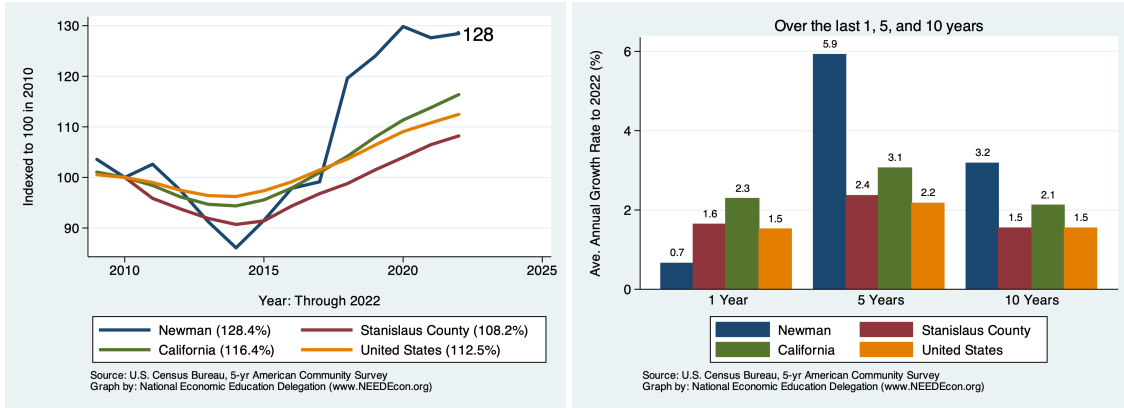 Indexed to 100 in 2010
130
120
110
100
90
128
2010
2015
2020
2025
Year: Through 2022
Newman (128.4%)
Stanislaus County (108.2%)
California (116.4%)
United States (112.5%)
Source: U.S. Census Bureau, 5-yr American Community Survey
Graph by: National Economic Education Delegation (www.NEEDEcon.org)
Over the last 1, 5, and 10 years
Ave. Annual Growth Rate to 2022 (%)
6
4
2
0
0.7
1.6
2.3
1.5
5.9
2.4
3.1
2.2
3.2
1.5
2.1
1.5
1 Year
5 Years
10 Years
Newman
Stanislaus County
California
United States
Source: U.S. Census Bureau, 5-yr American Community Survey
Graph by: National Economic Education Delegation (www.NEEDEcon.org)